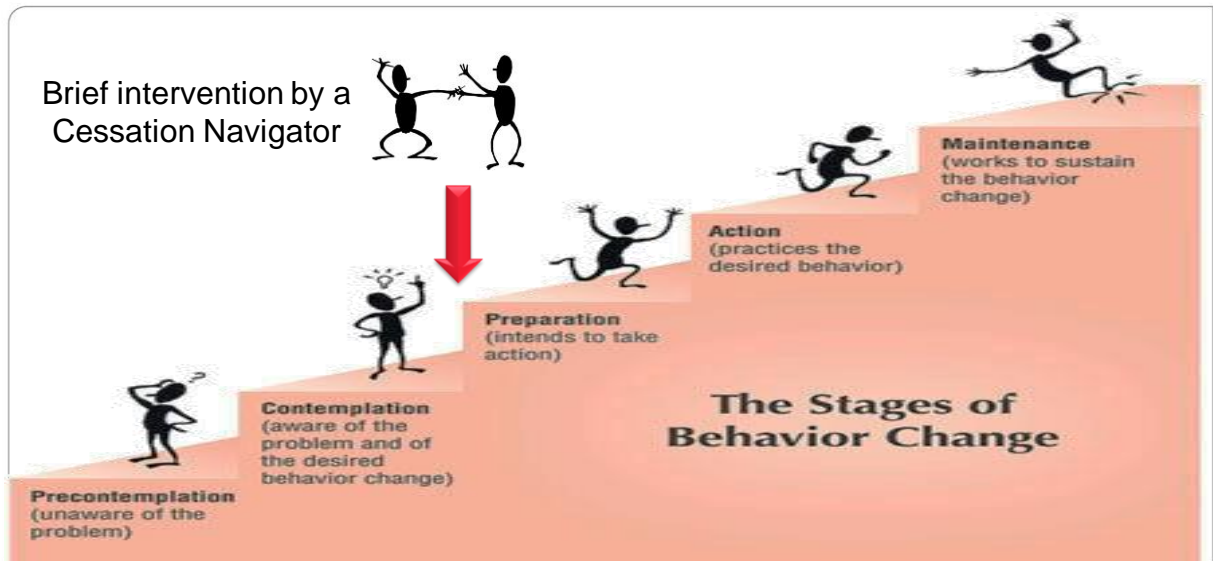 Brief intervention by a
Cessation Navigator
Maintenance
(works to sustain
the behavior
change)
Action
(practices the
desired behavior)
Preparation
(intends to take
action)
?
Contemplation
(aware of the
problem and of
the desired
behavior change)
The Stages of
Behavior Change
Precontemplation
(unaware of the
problem)